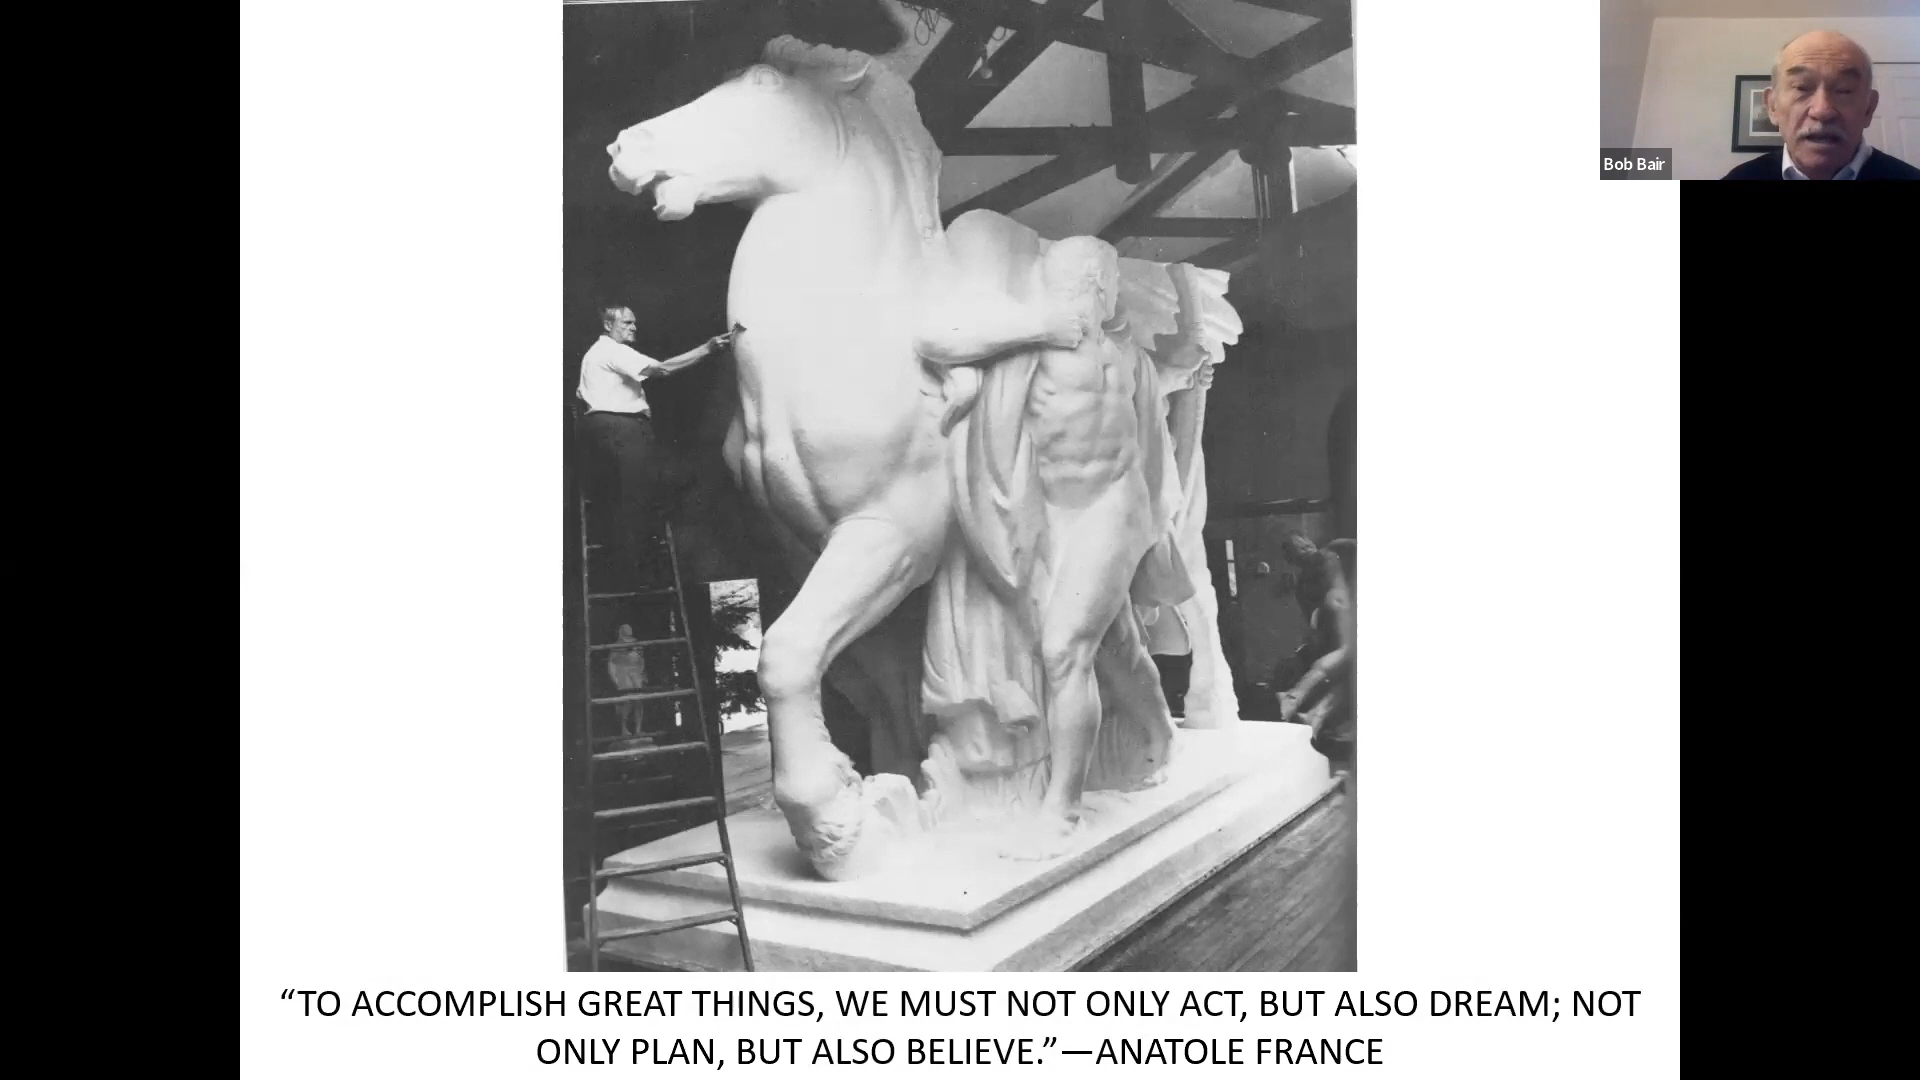 Bob Bair
“TO ACCOMPLISH GREAT THINGS, WE MUST NOT ONLY ACT, BUT ALSO DREAM; NOT
ONLY PLAN, BUT ALSO BELIEVE.”—ANATOLE FRANCE